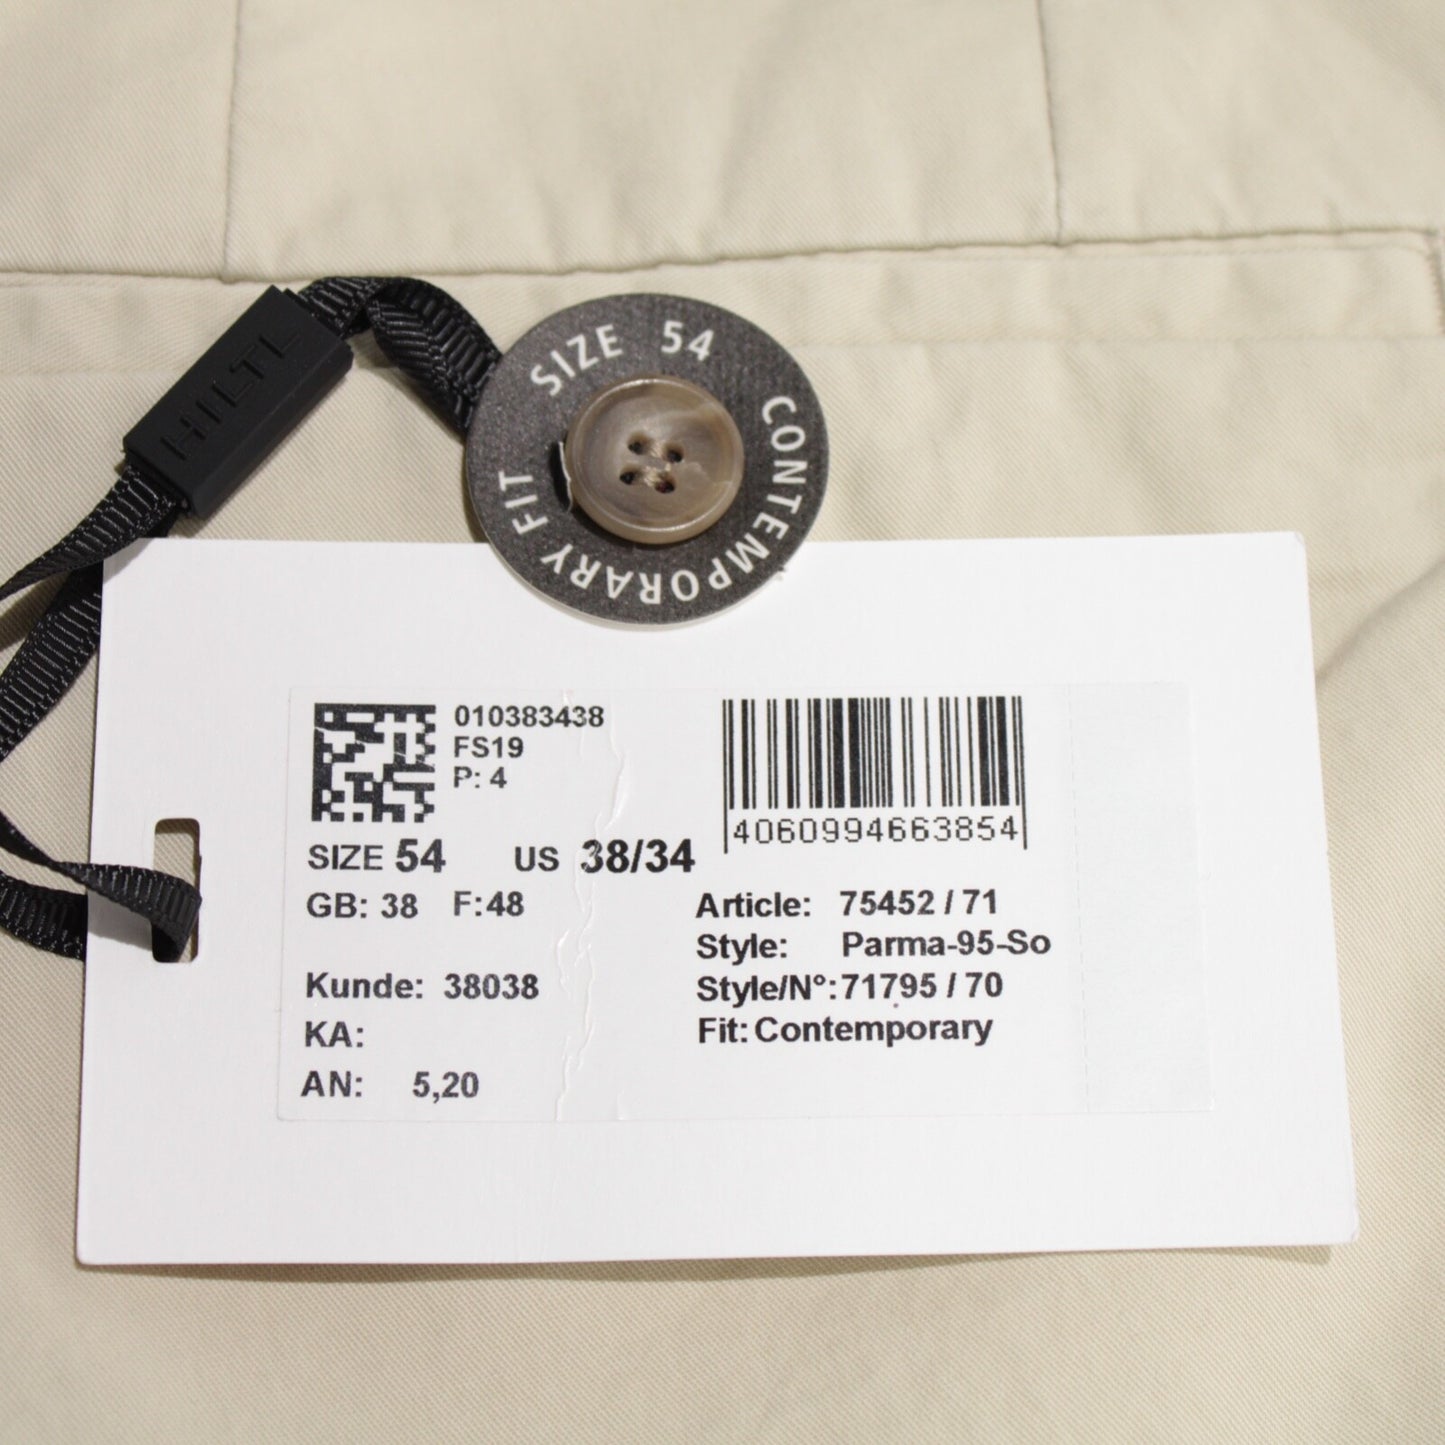 HILTL
SIZE 54
CONTEMPORARY FIT
010383438
FS19
P: 4
4060994663854
SIZE 54 US 38/34
GB: 38 F:48
Article: 75452 / 71
Style: Parma-95-So
Kunde: 38038
Style/N°:71795 / 70
KA:
Fit: Contemporary
AN: 5,20